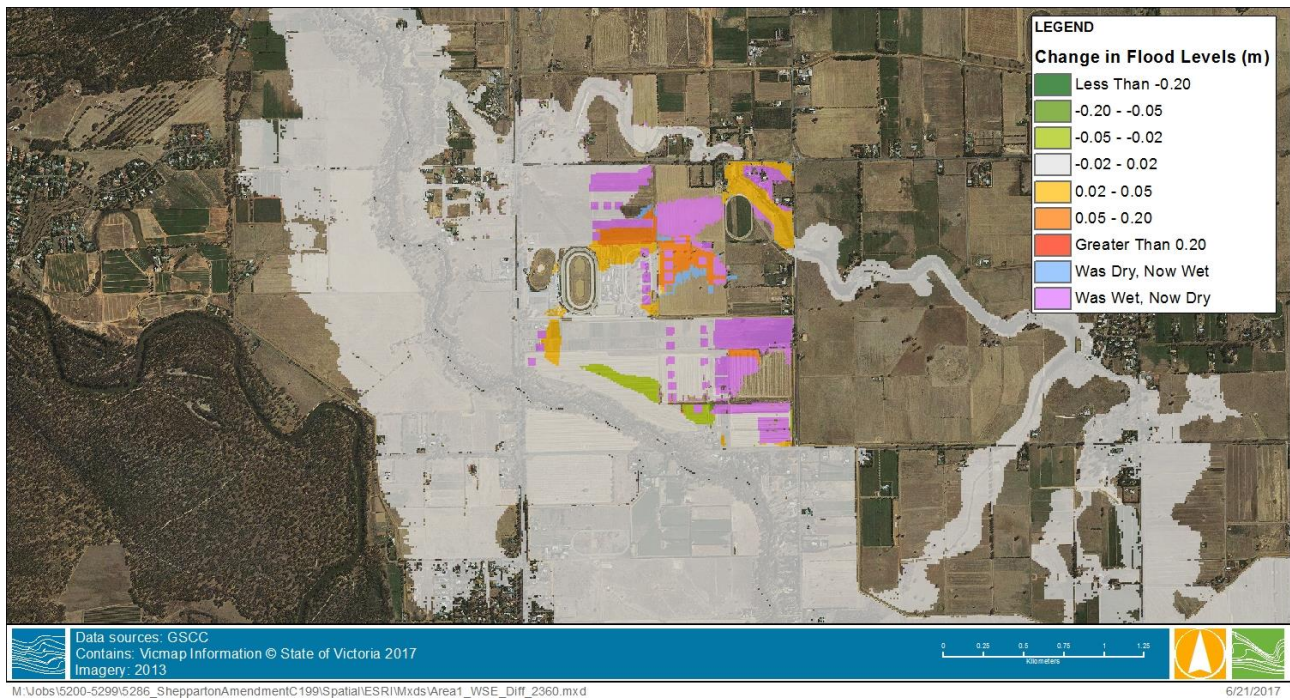 LEGEND
Change in Flood Levels (m)
Less Than -0.20
-0.20 - -0.05
-0.05 - -0.02
-0.02 - 0.02
0.02 - 0.05
0.05 - 0.20
Greater Than 0.20
Was Dry, Now Wet
Was Wet, Now Dry
Data sources: GSCC
Contains: Vicmap Information © State of Victoria 2017
Imagery: 2013
0 0.25 0.5 0.75 1 1.25
Kilometers
M:\Jobs\5200-5299\5286_SheppartonAmendmentC199\Spatial\ESRI\Mxds\Area1_WSE_Diff_2360.mxd 6/21/2017